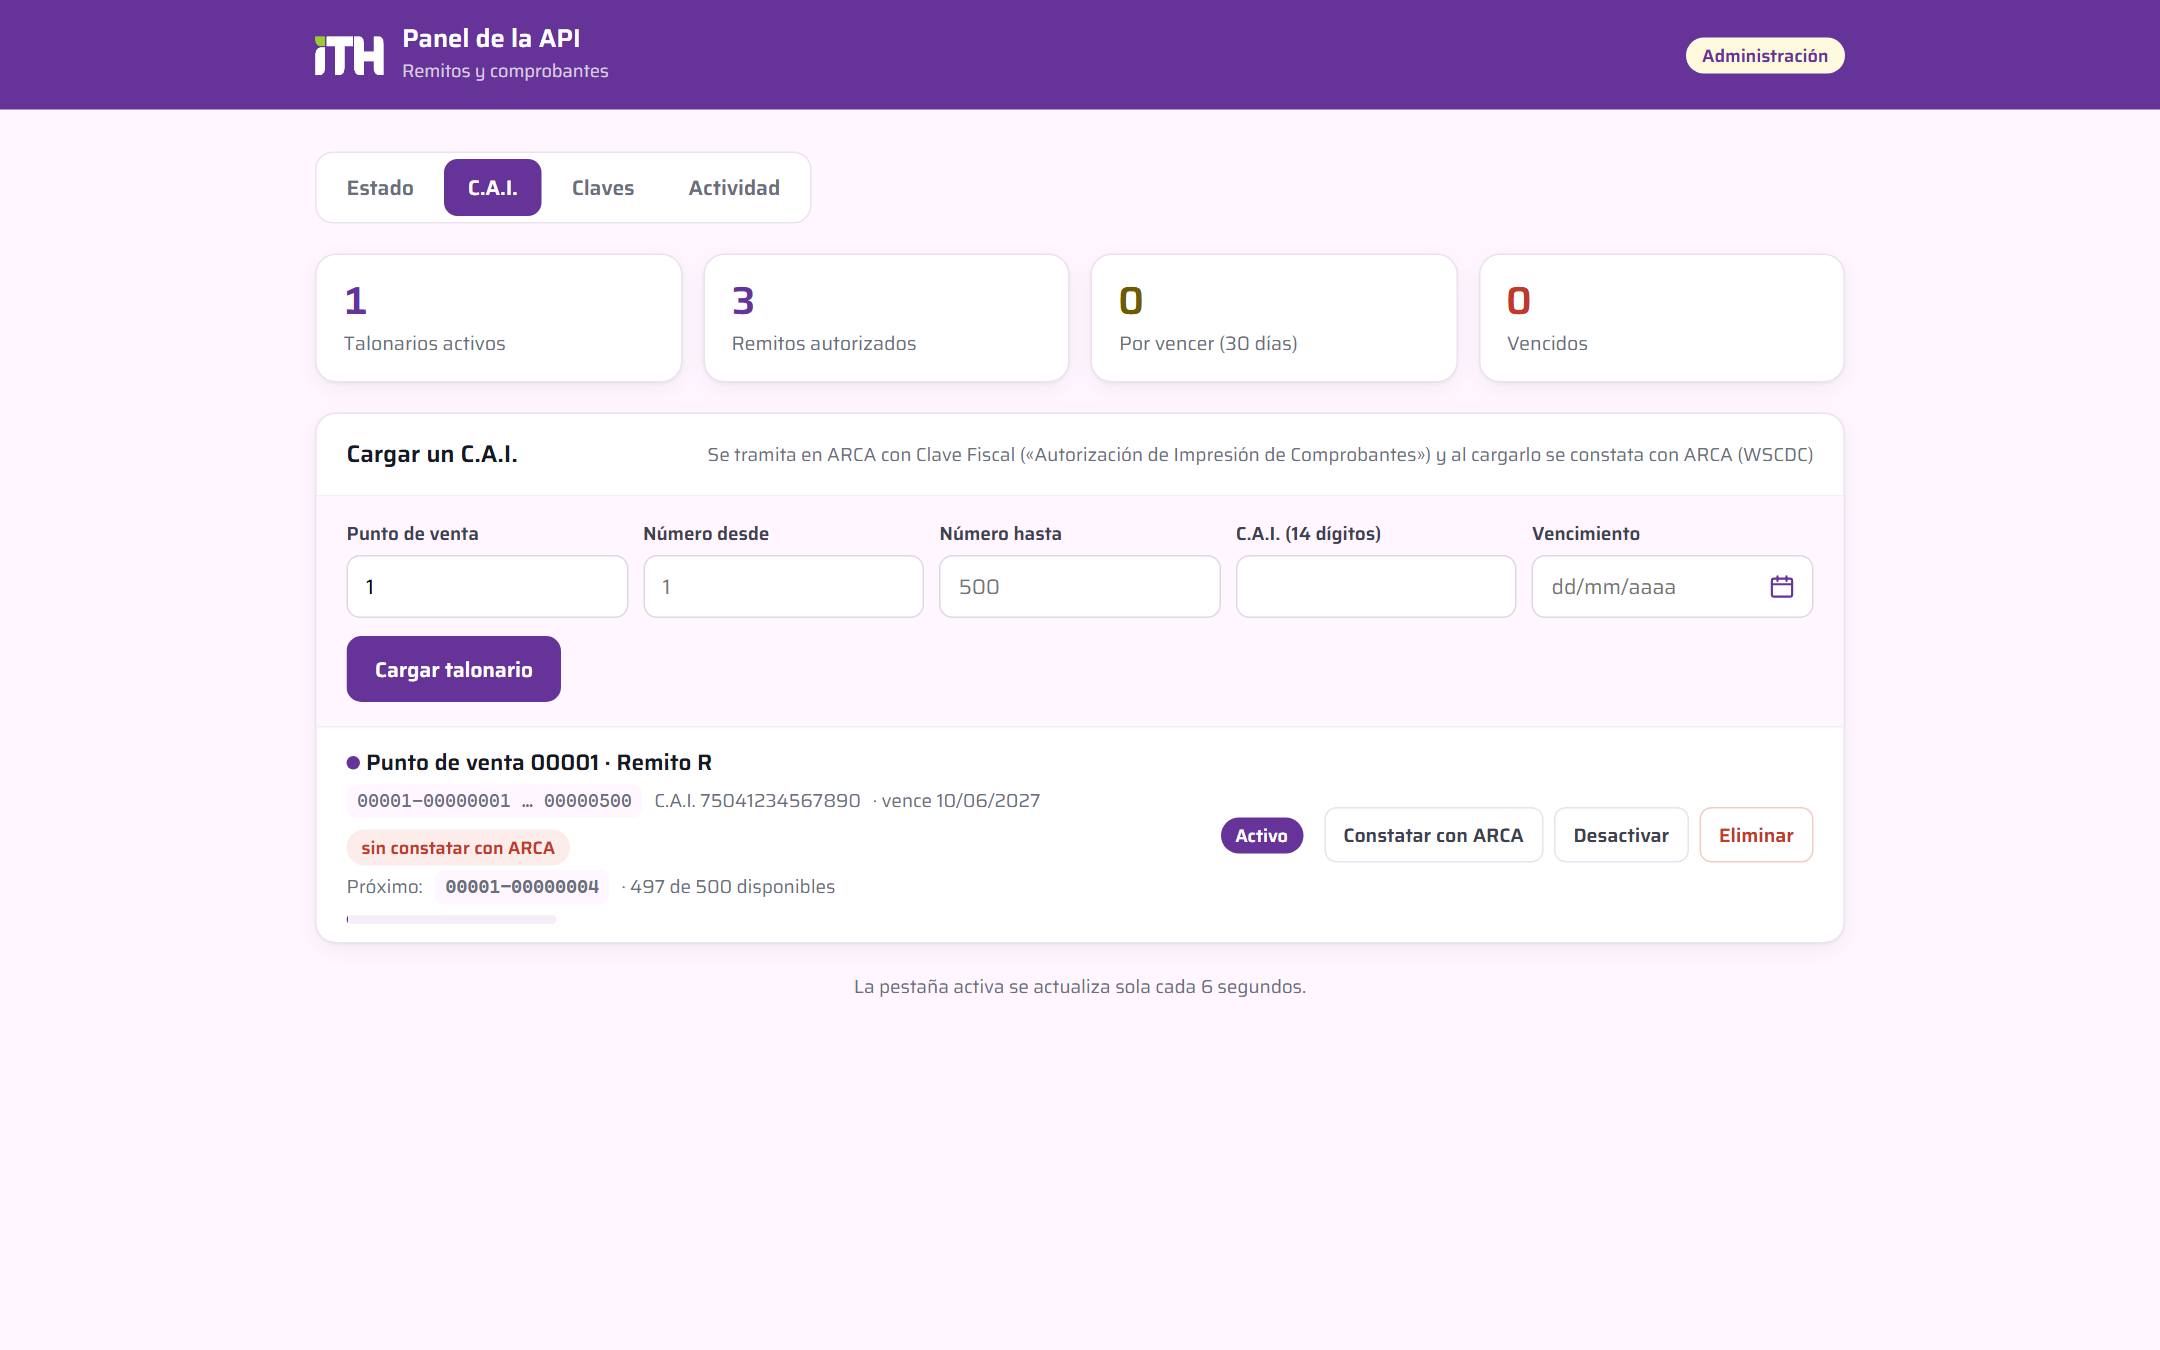 iTH
Panel de la API
Remitos y comprobantes
Administración
Estado
C.A.I.
Claves
Actividad
1
Talonarios activos
3
Remitos autorizados
0
Por vencer (30 días)
0
Vencidos
Cargar un C.A.I.
Se tramita en ARCA con Clave Fiscal («Autorización de Impresión de Comprobantes») y al cargarlo se constata con ARCA (WSCDC)
Punto de venta
Número desde
Número hasta
C.A.I. (14 dígitos)
Vencimiento
1
1
500
dd/mm/aaaa
Cargar talonario
Punto de venta 00001 · Remito R
00001-00000001 … 00000500 C.A.I. 75041234567890 · vence 10/06/2027
sin constatar con ARCA
Próximo: 00001-00000004 · 497 de 500 disponibles
Activo
Constatar con ARCA
Desactivar
Eliminar
La pestaña activa se actualiza sola cada 6 segundos.